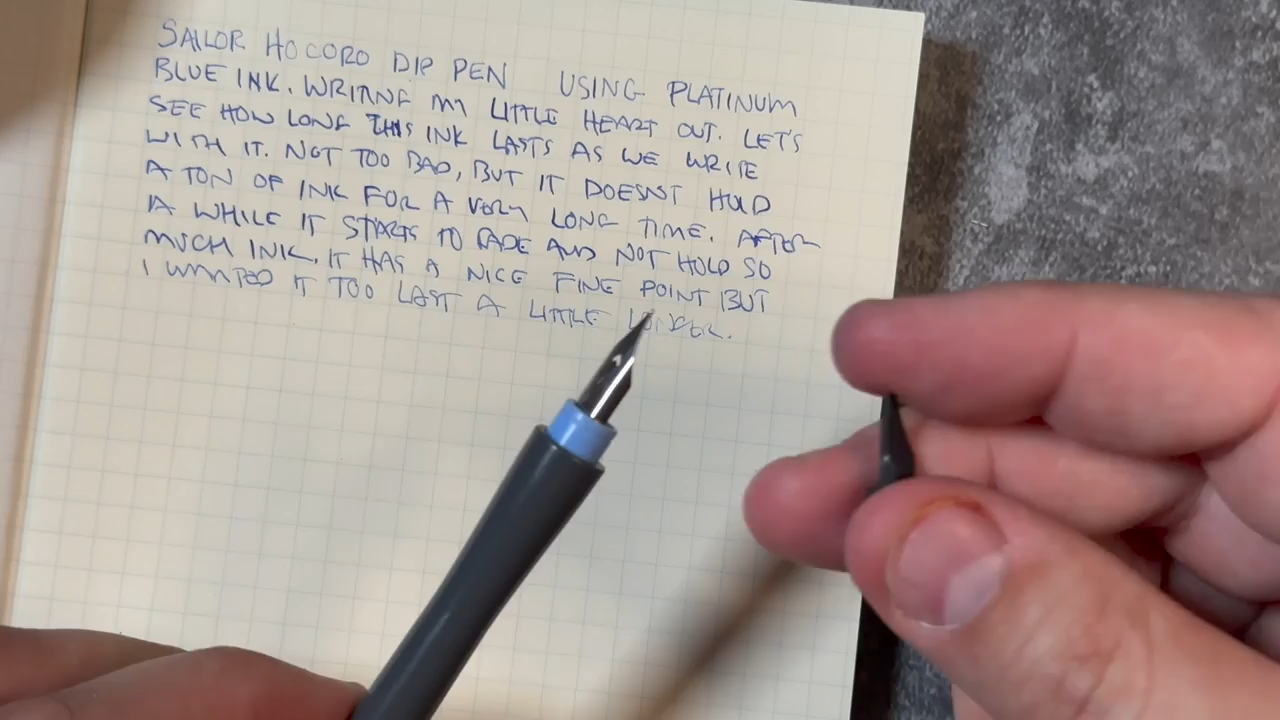 SAILOR HOCORO DIP PEN USING PLATINUM
BLUE INK. WRITING MY LITTLE HEART OUT. LET'S
SEE HOW LONG THIS INK LASTS AS WE WRITE
WITH IT. NOT TOO BAD, BUT IT DOESNT HOLD
A TON OF INK FOR A VERY LONG TIME. AFTER
A WHILE IT STARTS TO FADE AND NOT HOLD SO
MUCH INK. IT HAS A NICE FINE POINT BUT
I WANTED IT TOO LAST A LITTLE LONGER.